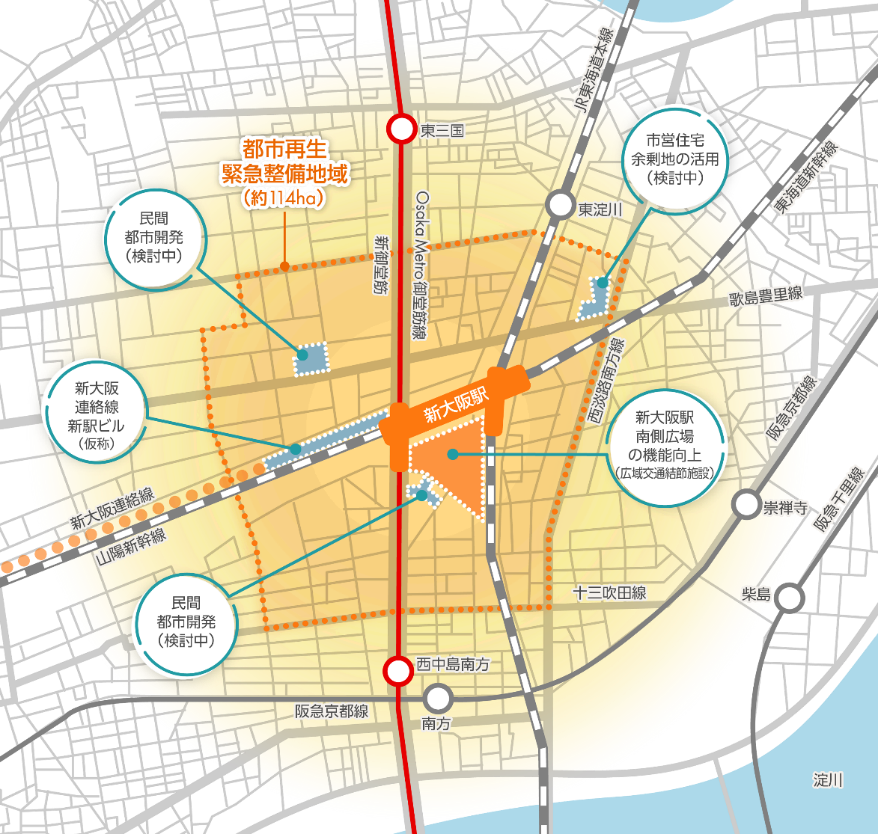 JR東海道本線
東三国
市営住宅
余剰地の活用
(検討中)
都市再生
緊急整備地域
(約114ha)
東海道新幹線
民間
都市開発
(検討中)
東淀川
新御堂筋
Osaka Metro 御堂筋線
歌島豊里線
西淡路南方線
新大阪
連絡線
新駅ビル
(仮称)
新大阪駅
阪急京都線
新大阪駅
南側広場
の機能向上
(広域交通結節施設)
新大阪連絡線
山陽新幹線
崇禅寺
阪急千里線
民間
都市開発
(検討中)
十三吹田線
柴島
西中島南方
阪急京都線
南方
淀川